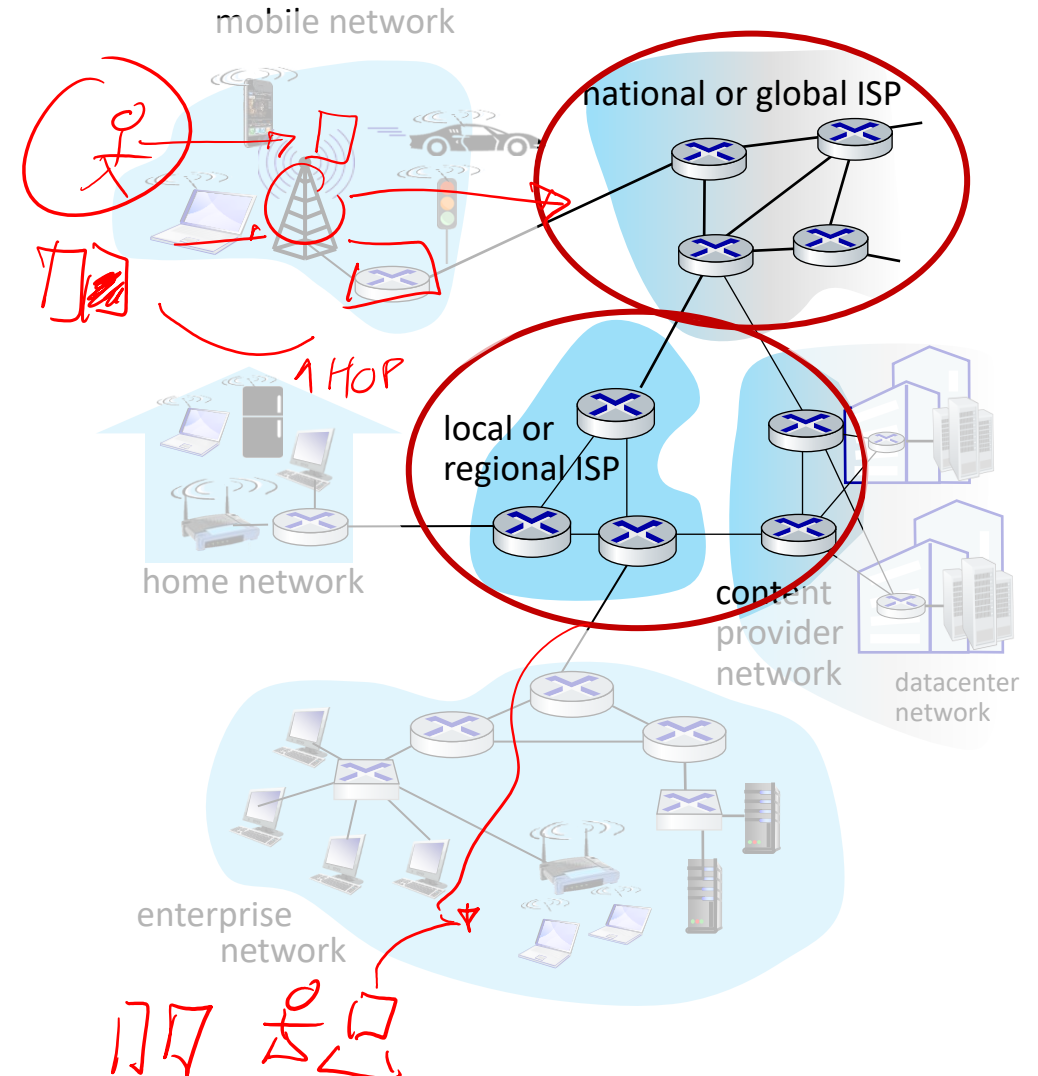 mobile network
national or global ISP
1 HOP
local or
regional ISP
home network
content
provider
network
datacenter
network
enterprise
network